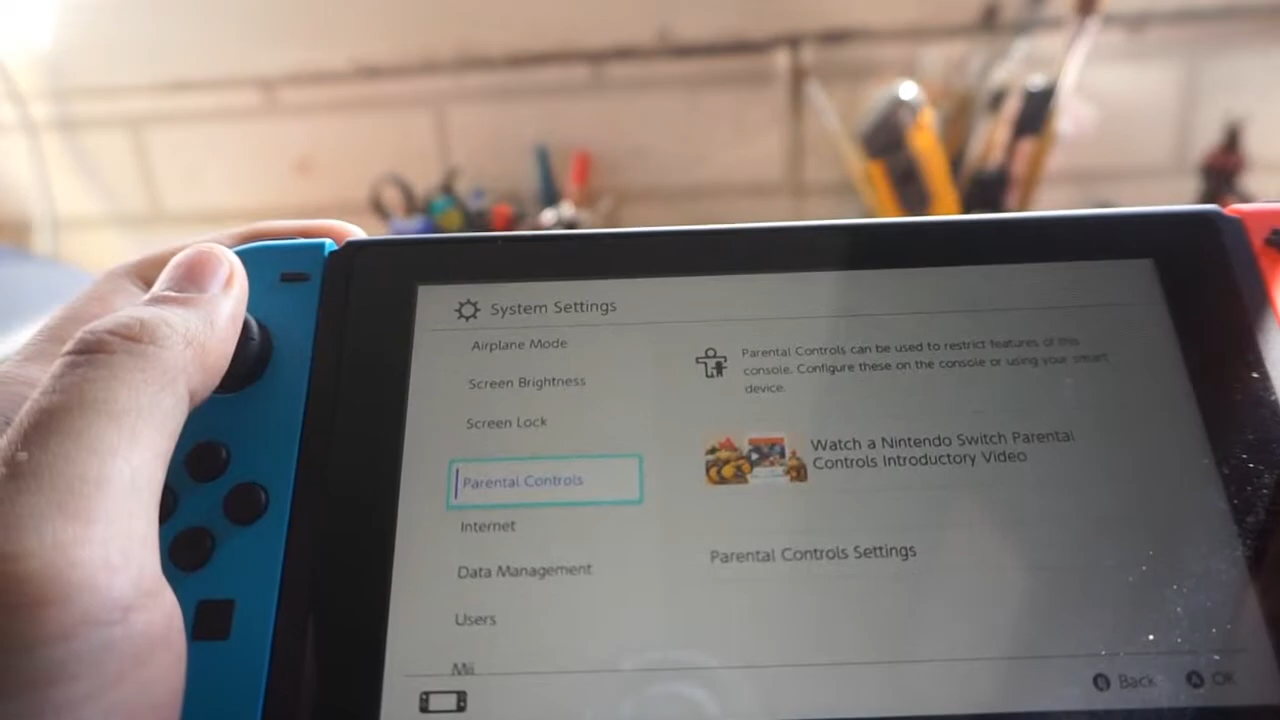 System Settings
Airplane Mode
Screen Brightness
Screen Lock
Parental Controls
Internet
Data Management
Users
Mii
Parental Controls can be used to restrict features of this
console. Configure these on the console or using your smart
device.
Watch a Nintendo Switch Parental
Controls Introductory Video
Parental Controls Settings
Back
A OK